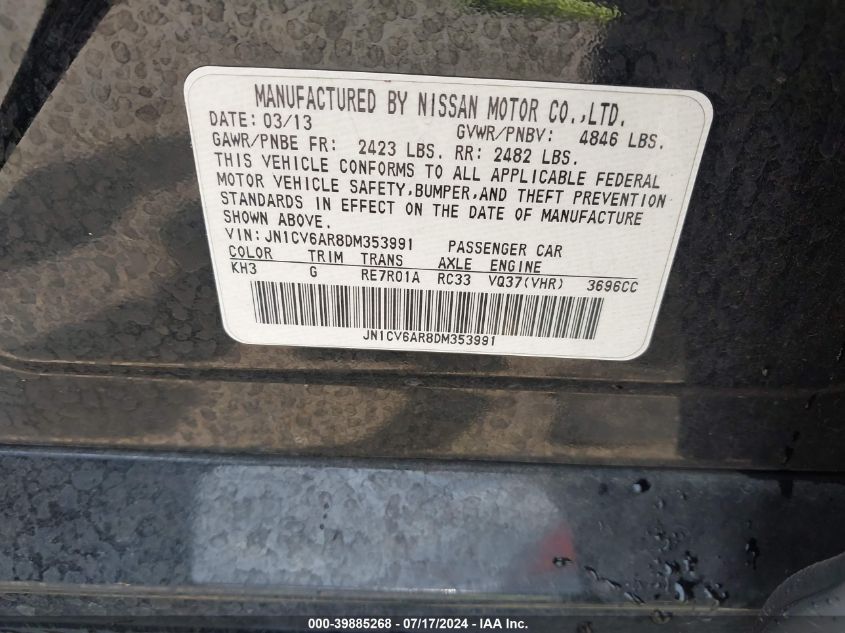 MANUFACTURED BY NISSAN MOTOR CO.,LTD.
DATE: 03/13 GVWR/PNBV: 4846 LBS.
GAWR/PNBE FR: 2423 LBS. RR: 2482 LBS.
THIS VEHICLE CONFORMS TO ALL APPLICABLE FEDERAL
MOTOR VEHICLE SAFETY,BUMPER,AND THEFT PREVENTION
STANDARDS IN EFFECT ON THE DATE OF MANUFACTURE
SHOWN ABOVE.
VIN: JN1CV6AR8DM353991 PASSENGER CAR
COLOR TRIM TRANS AXLE ENGINE
KH3 G RE7R01A RC33 VQ37(VHR) 3696CC
JN1CV6AR8DM353991
000-39885268 - 07/17/2024 - IAA Inc.